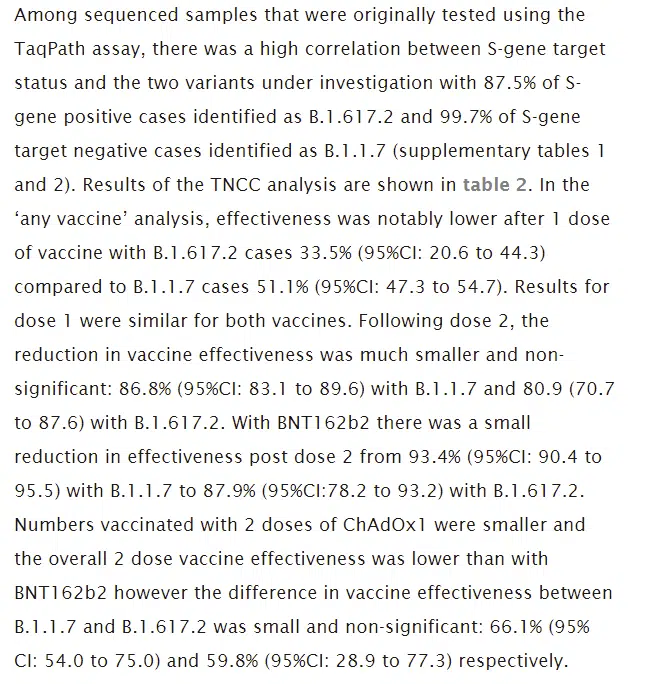 Among sequenced samples that were originally tested using the
TaqPath assay, there was a high correlation between S-gene target
status and the two variants under investigation with 87.5% of S-
gene positive cases identified as B.1.617.2 and 99.7% of S-gene
target negative cases identified as B.1.1.7 (supplementary tables 1
and 2). Results of the TNCC analysis are shown in table 2. In the
‘any vaccine’ analysis, effectiveness was notably lower after 1 dose
of vaccine with B.1.617.2 cases 33.5% (95%CI: 20.6 to 44.3)
compared to B.1.1.7 cases 51.1% (95%CI: 47.3 to 54.7). Results for
dose 1 were similar for both vaccines. Following dose 2, the
reduction in vaccine effectiveness was much smaller and non-
significant: 86.8% (95%CI: 83.1 to 89.6) with B.1.1.7 and 80.9 (70.7
to 87.6) with B.1.617.2. With BNT162b2 there was a small
reduction in effectiveness post dose 2 from 93.4% (95%CI: 90.4 to
95.5) with B.1.1.7 to 87.9% (95%CI:78.2 to 93.2) with B.1.617.2.
Numbers vaccinated with 2 doses of ChAdOx1 were smaller and
the overall 2 dose vaccine effectiveness was lower than with
BNT162b2 however the difference in vaccine effectiveness between
B.1.1.7 and B.1.617.2 was small and non-significant: 66.1% (95%
CI: 54.0 to 75.0) and 59.8% (95%CI: 28.9 to 77.3) respectively.